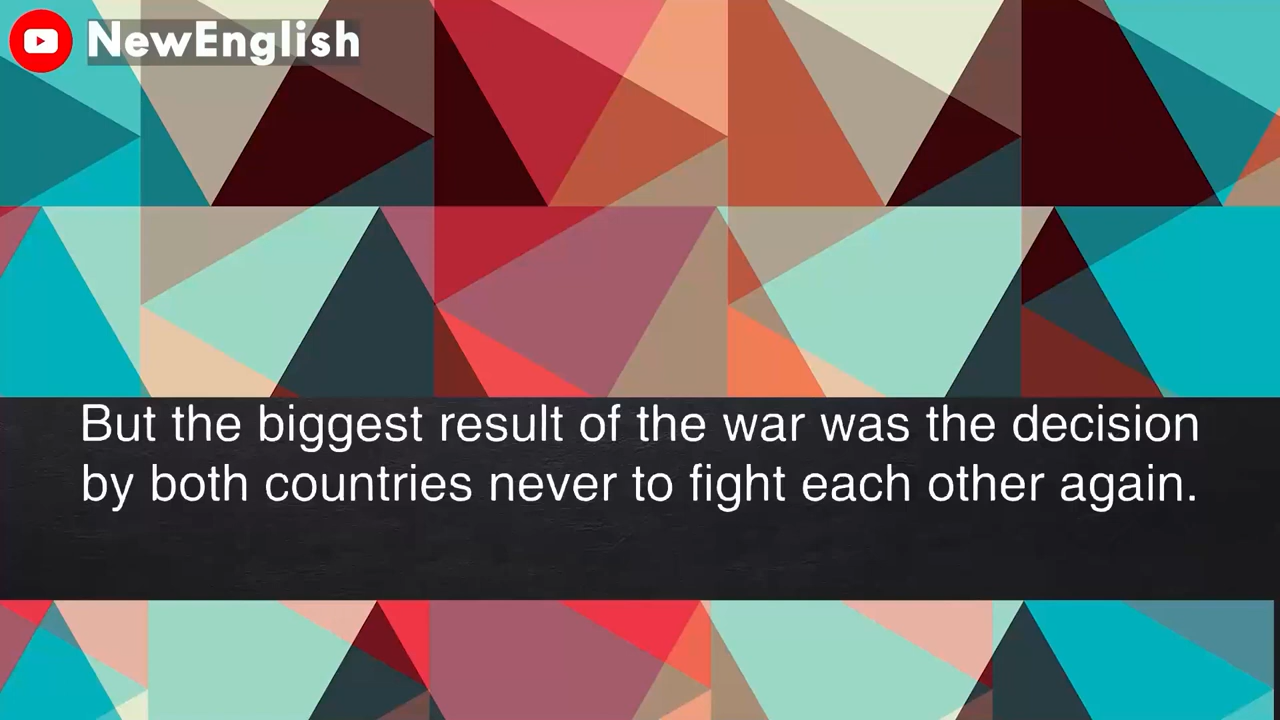 NewEnglish
But the biggest result of the war was the decision
by both countries never to fight each other again.